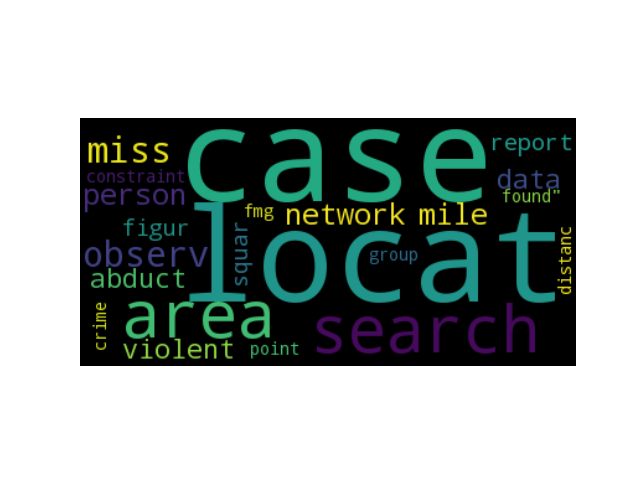 case
miss
report
constraint
data
person
found"
locat
fmg
network
mile
figur
squar
observ
group
distanc
abduct
area
search
crime
violent
point